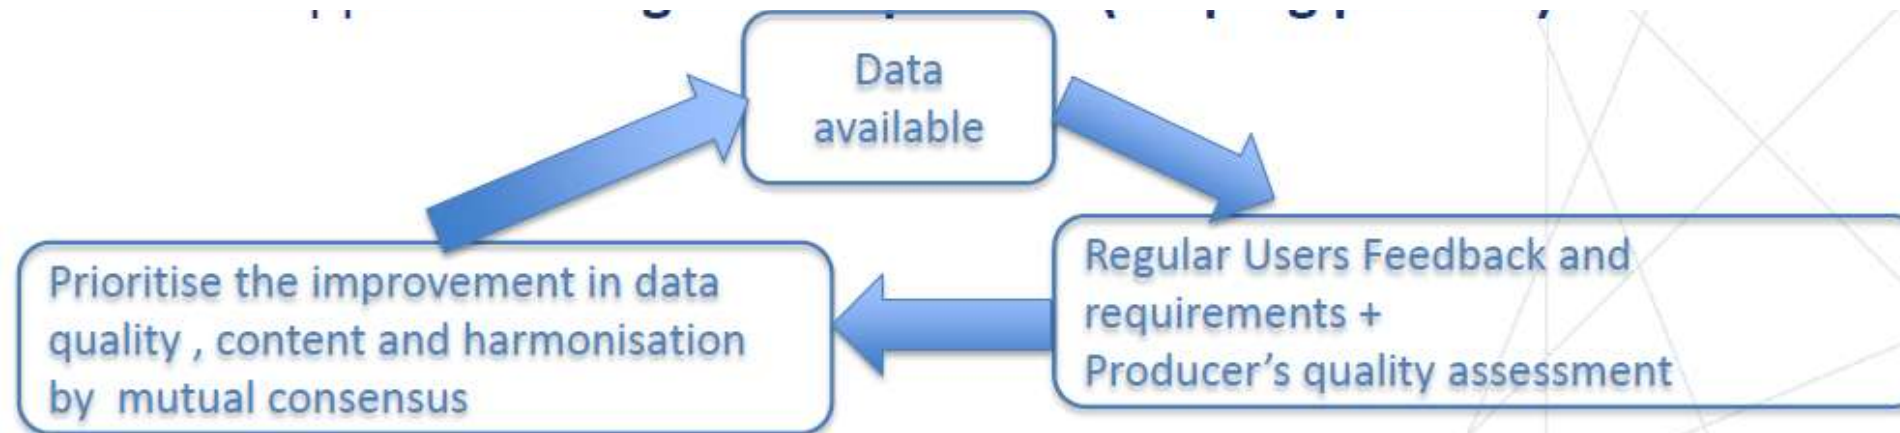 Data
available
Regular Users Feedback and
requirements +
Producer's quality assessment
Prioritise the improvement in data
quality , content and harmonisation
by  mutual consensus